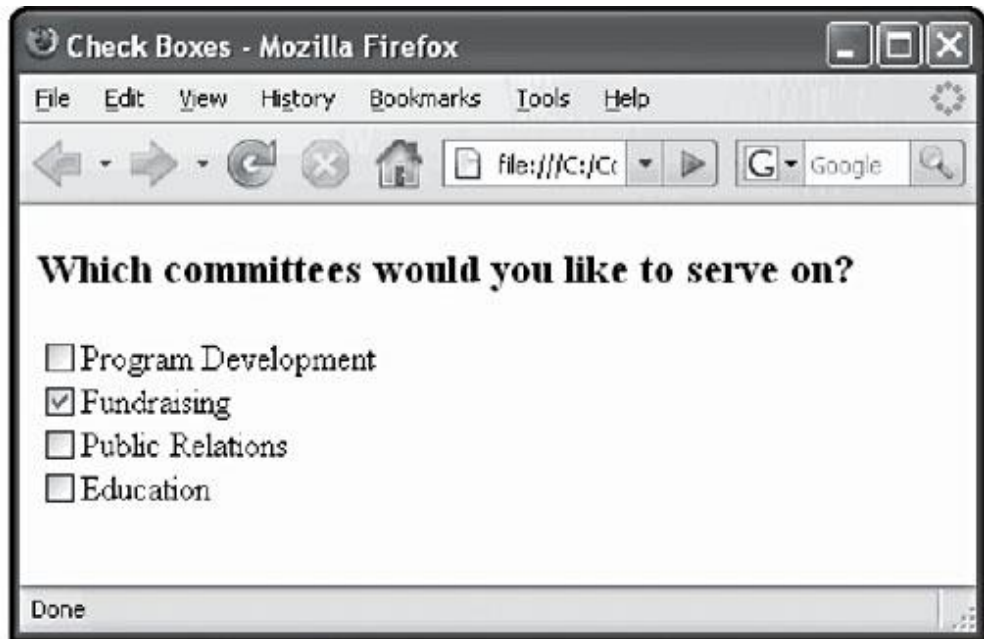 Check Boxes - Mozilla Firefox
File Edit View History Bookmarks Tools Help
file:///C:/Cc G Google
Which committees would you like to serve on?
Program Development
Fundraising
Public Relations
Education
Done